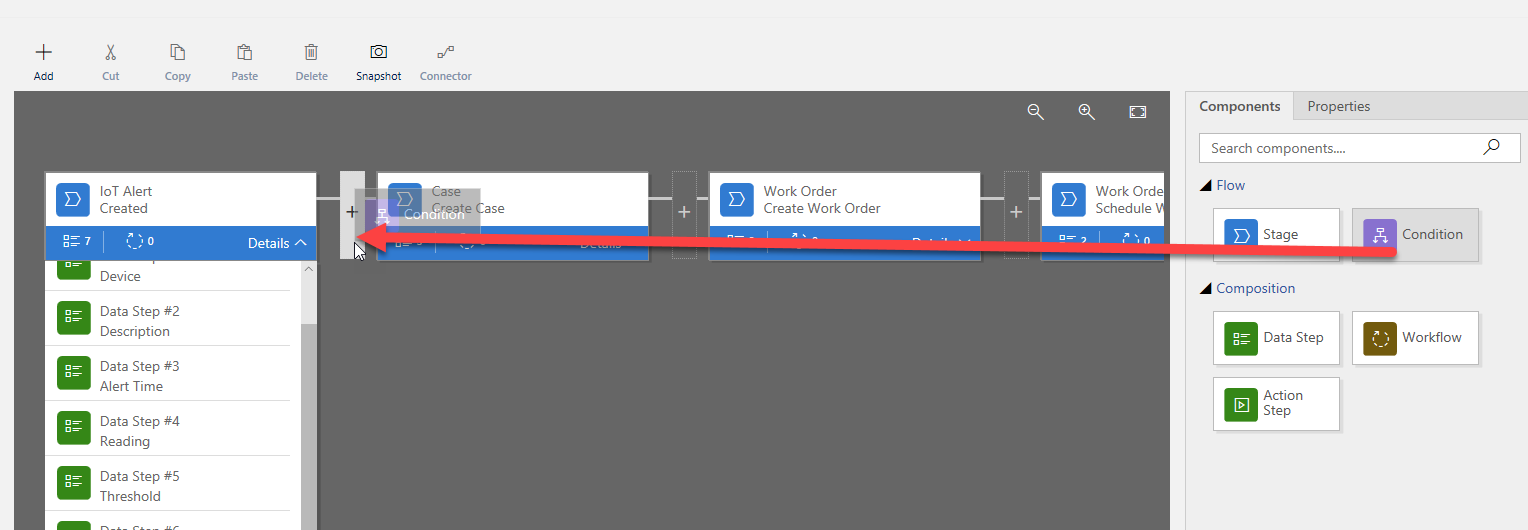 Add
Cut
Copy
Paste
Delete
Snapshot
Connector
Components
Properties
Search components....
Flow
Stage
Condition
Composition
Data Step
Workflow
Action
Step
IoT Alert
Created
7
0
Details
Device
Data Step #2
Description
Data Step #3
Alert Time
Data Step #4
Reading
Data Step #5
Threshold
Data Step #6
+
Case
Create Case
Condition
Details
+
Work Order
Create Work Order
Details
+
Work Orde
Schedule W
2
0